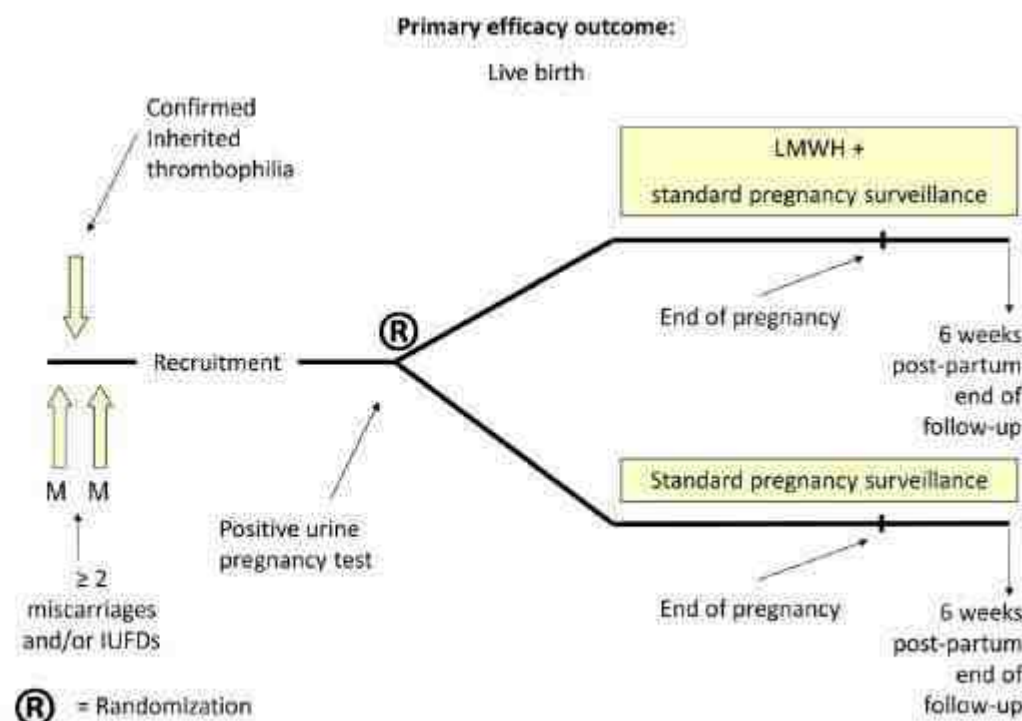 Primary efficacy outcome:
Live birth
Confirmed
Inherited
thrombophilia
LMWH +
standard pregnancy surveillance
End of pregnancy
6 weeks
post-partum
end of
follow-up
Recruitment
R
M M
≥ 2
miscarriages
and/or IUFDs
Positive urine
pregnancy test
Standard pregnancy surveillance
End of pregnancy
6 weeks
post-partum
end of
follow-up
R = Randomization